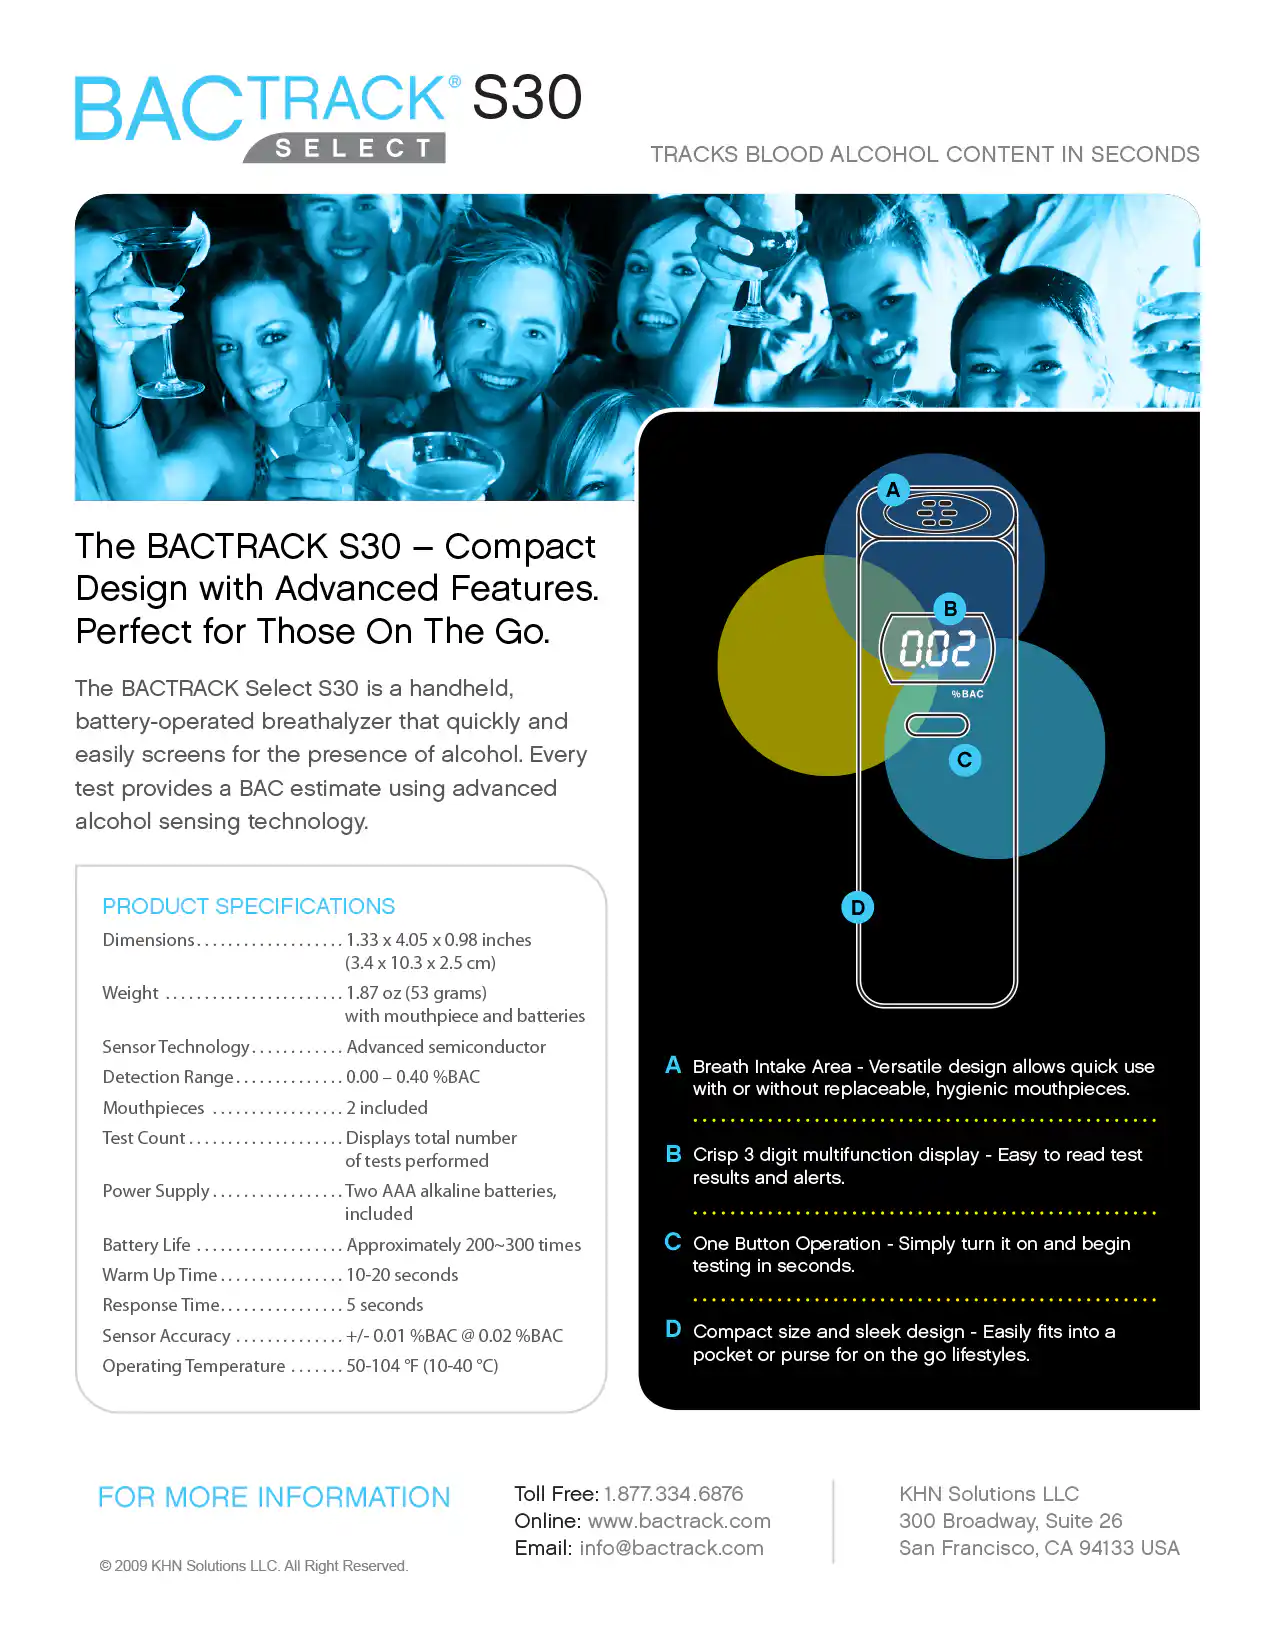 BACTRACK® S30
SELECT
TRACKS BLOOD ALCOHOL CONTENT IN SECONDS
The BACTRACK S30 – Compact
Design with Advanced Features.
Perfect for Those On The Go.
The BACTRACK Select S30 is a handheld,
battery-operated breathalyzer that quickly and
easily screens for the presence of alcohol. Every
test provides a BAC estimate using advanced
alcohol sensing technology.
PRODUCT SPECIFICATIONS
Dimensions . . . . . . . . . . . . . . . . . . . 1.33 x 4.05 x 0.98 inches
(3.4 x 10.3 x 2.5 cm)
Weight . . . . . . . . . . . . . . . . . . . . . . . 1.87 oz (53 grams)
with mouthpiece and batteries
Sensor Technology . . . . . . . . . . . . Advanced semiconductor
Detection Range . . . . . . . . . . . . . . 0.00 – 0.40 %BAC
Mouthpieces . . . . . . . . . . . . . . . . . 2 included
Test Count . . . . . . . . . . . . . . . . . . . . Displays total number
of tests performed
Power Supply . . . . . . . . . . . . . . . . . Two AAA alkaline batteries,
included
Battery Life . . . . . . . . . . . . . . . . . . . Approximately 200~300 times
Warm Up Time . . . . . . . . . . . . . . . . 10-20 seconds
Response Time . . . . . . . . . . . . . . . . 5 seconds
Sensor Accuracy . . . . . . . . . . . . . . +/- 0.01 %BAC @ 0.02 %BAC
Operating Temperature . . . . . . . 50-104 °F (10-40 °C)
A
B
0.02
%BAC
C
D
A Breath Intake Area - Versatile design allows quick use
with or without replaceable, hygienic mouthpieces.
B Crisp 3 digit multifunction display - Easy to read test
results and alerts.
C One Button Operation - Simply turn it on and begin
testing in seconds.
D Compact size and sleek design - Easily fits into a
pocket or purse for on the go lifestyles.
FOR MORE INFORMATION
© 2009 KHN Solutions LLC. All Right Reserved.
Toll Free: 1.877.334.6876
Online: www.bactrack.com
Email: info@bactrack.com
KHN Solutions LLC
300 Broadway, Suite 26
San Francisco, CA 94133 USA